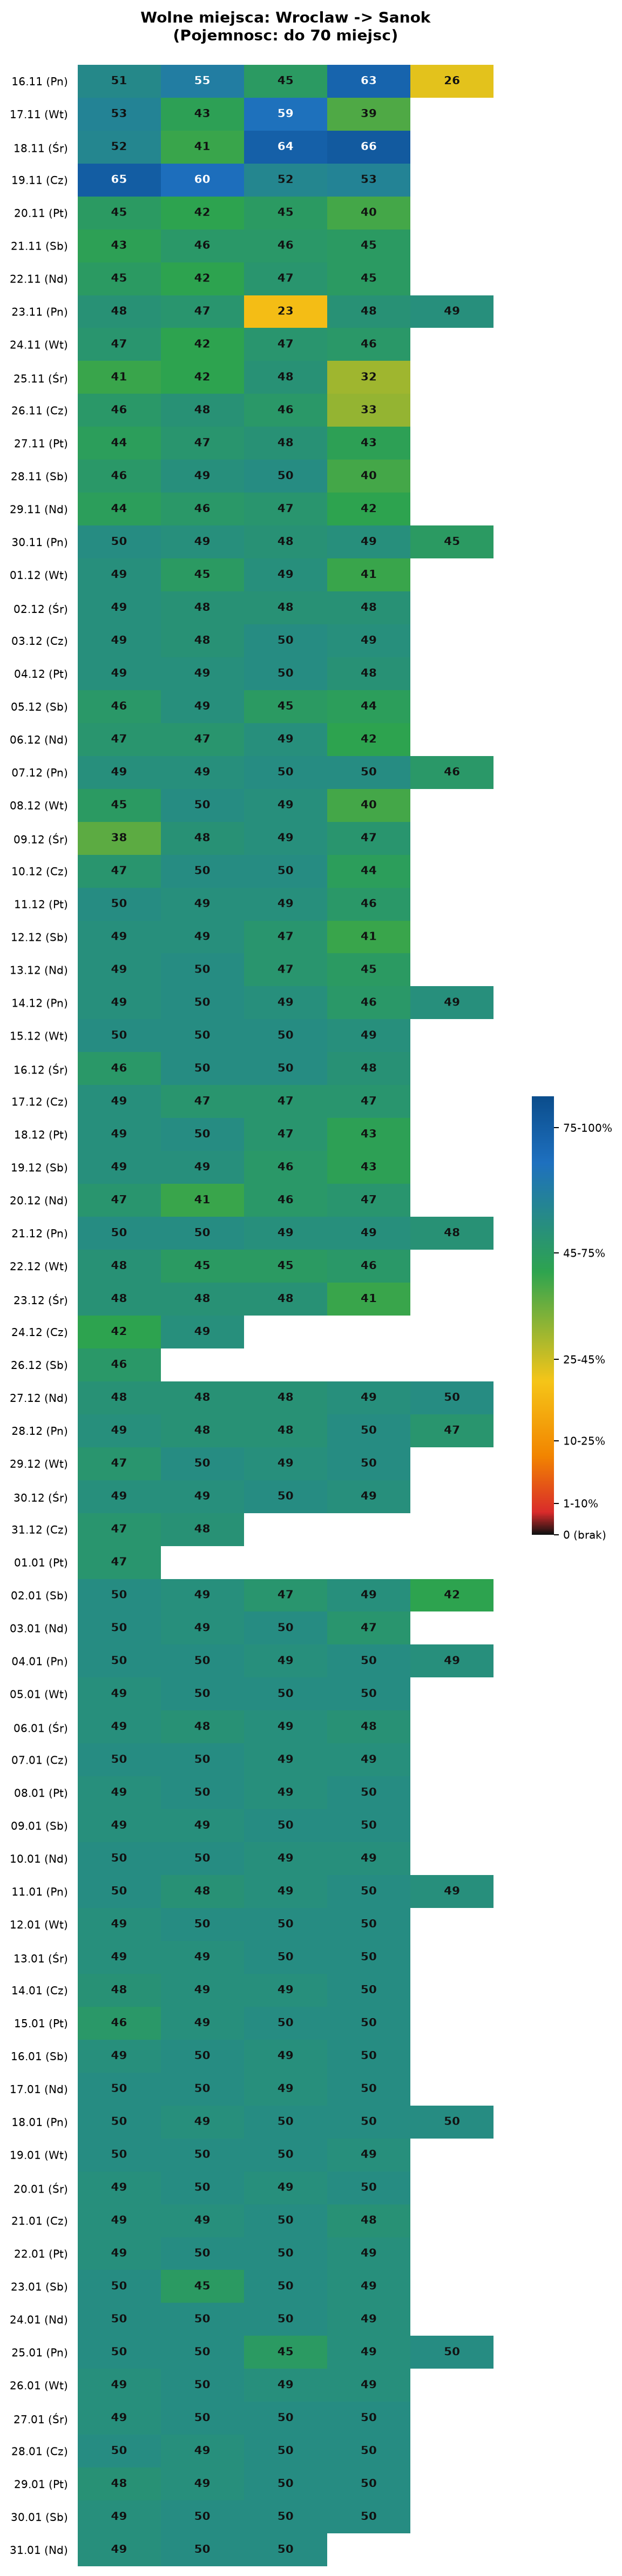 Wolne miejsca: Wroclaw -> Sanok
(Pojemnosc: do 70 miejsc)
16.11 (Pn) 51 55 45 63 26
17.11 (Wt) 53 43 59 39
18.11 (Śr) 52 41 64 66
19.11 (Cz) 65 60 52 53
20.11 (Pt) 45 42 45 40
21.11 (Sb) 43 46 46 45
22.11 (Nd) 45 42 47 45
23.11 (Pn) 48 47 23 48 49
24.11 (Wt) 47 42 47 46
25.11 (Śr) 41 42 48 32
26.11 (Cz) 46 48 46 33
27.11 (Pt) 44 47 48 43
28.11 (Sb) 46 49 50 40
29.11 (Nd) 44 46 47 42
30.11 (Pn) 50 49 48 49 45
01.12 (Wt) 49 45 49 41
02.12 (Śr) 49 48 48 48
03.12 (Cz) 49 48 50 49
04.12 (Pt) 49 49 50 48
05.12 (Sb) 46 49 45 44
06.12 (Nd) 47 47 49 42
07.12 (Pn) 49 49 50 50 46
08.12 (Wt) 45 50 49 40
09.12 (Śr) 38 48 49 47
10.12 (Cz) 47 50 50 44
11.12 (Pt) 50 49 49 46
12.12 (Sb) 49 49 47 41
13.12 (Nd) 49 50 47 45
14.12 (Pn) 49 50 49 46 49
15.12 (Wt) 50 50 50 49
16.12 (Śr) 46 50 50 48
17.12 (Cz) 49 47 47 47
18.12 (Pt) 49 50 47 43
19.12 (Sb) 49 49 46 43
20.12 (Nd) 47 41 46 47
21.12 (Pn) 50 50 49 49 48
22.12 (Wt) 48 45 45 46
23.12 (Śr) 48 48 48 41
24.12 (Cz) 42 49
26.12 (Sb) 46
27.12 (Nd) 48 48 48 49 50
28.12 (Pn) 49 48 48 50 47
29.12 (Wt) 47 50 49 50
30.12 (Śr) 49 49 50 49
31.12 (Cz) 47 48
01.01 (Pt) 47
02.01 (Sb) 50 49 47 49 42
03.01 (Nd) 50 49 50 47
04.01 (Pn) 50 50 49 50 49
05.01 (Wt) 49 50 50 50
06.01 (Śr) 49 48 49 48
07.01 (Cz) 50 50 49 49
08.01 (Pt) 49 50 49 50
09.01 (Sb) 49 49 50 50
10.01 (Nd) 50 50 49 49
11.01 (Pn) 50 48 49 50 49
12.01 (Wt) 49 50 50 50
13.01 (Śr) 49 49 50 50
14.01 (Cz) 48 49 49 50
15.01 (Pt) 46 49 50 50
16.01 (Sb) 49 50 49 50
17.01 (Nd) 50 50 49 50
18.01 (Pn) 50 49 50 50 50
19.01 (Wt) 50 50 50 49
20.01 (Śr) 49 50 49 50
21.01 (Cz) 49 49 50 48
22.01 (Pt) 49 50 50 49
23.01 (Sb) 50 45 50 49
24.01 (Nd) 50 50 50 49
25.01 (Pn) 50 50 45 49 50
26.01 (Wt) 49 50 49 49
27.01 (Śr) 49 50 50 50
28.01 (Cz) 50 49 50 50
29.01 (Pt) 48 49 50 50
30.01 (Sb) 49 50 50 50
31.01 (Nd) 49 50 50
75-100%
45-75%
25-45%
10-25%
1-10%
0 (brak)